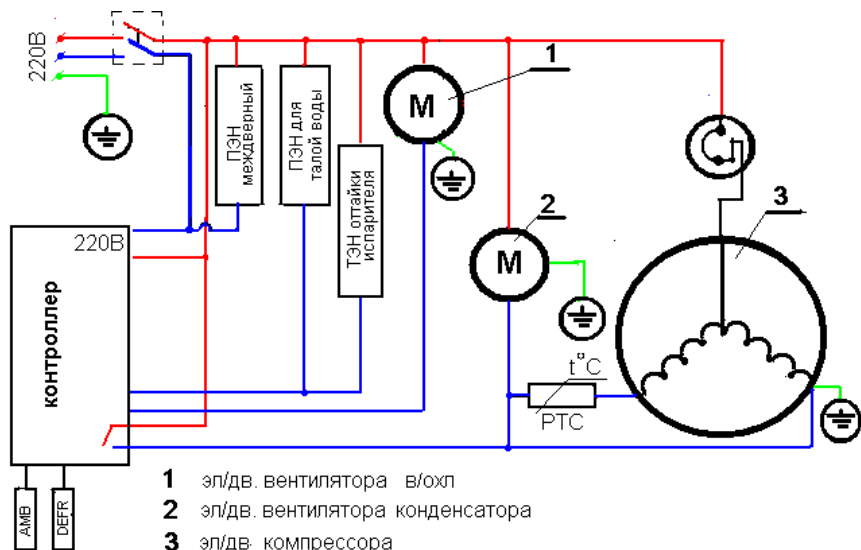 220В
ПЭН
междверный
ПЭН для
талой воды
ТЭН оттайки
испарителя
М
1
2
М
3
220В
контроллер
t°C
РТС
AMB
DEFR
1 эл/дв. вентилятора в/охл
2 эл/дв. вентилятора конденсатора
3 эл/дв. компрессора